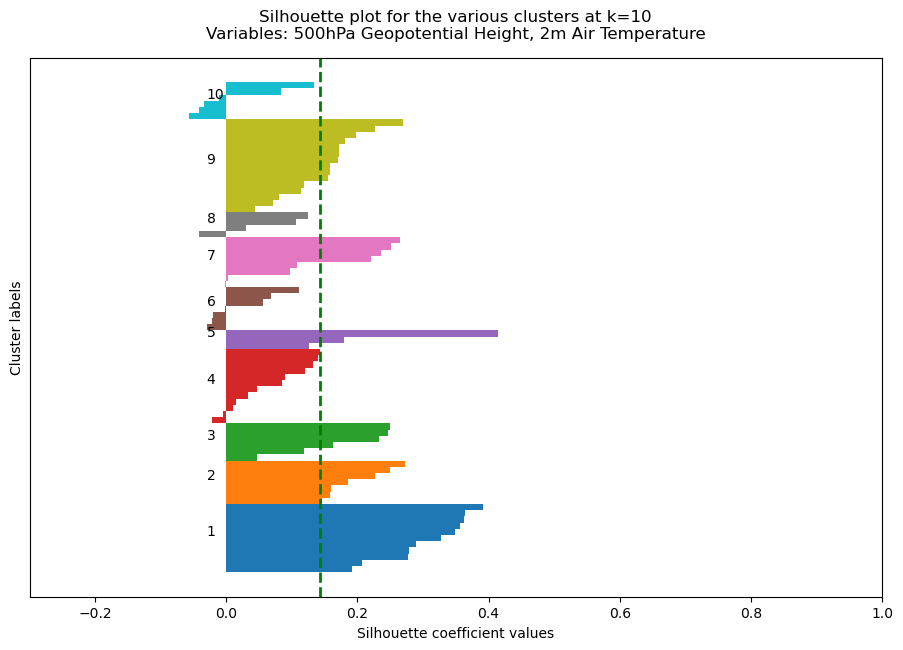 Silhouette plot for the various clusters at k=10
Variables: 500hPa Geopotential Height, 2m Air Temperature
Cluster labels
10
9
8
7
6
5
4
3
2
1
−0.2 0.0 0.2 0.4 0.6 0.8 1.0
Silhouette coefficient values